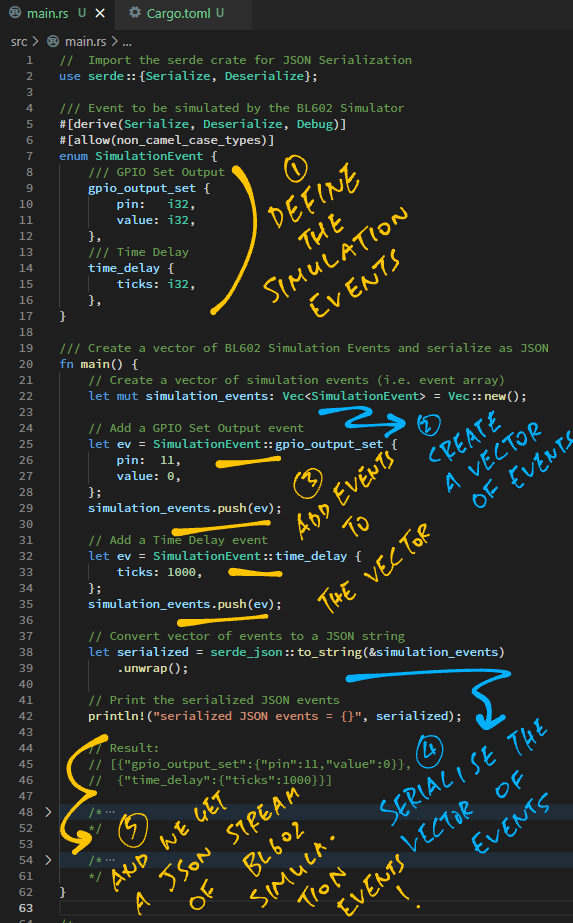 main.rs U × Cargo.toml U
src > main.rs > ...
1 // Import the serde crate for JSON Serialization
2 use serde::{Serialize, Deserialize};
3
4 /// Event to be simulated by the BL602 Simulator
5 #[derive(Serialize, Deserialize, Debug)]
6 #[allow(non_camel_case_types)]
7 enum SimulationEvent {
8 /// GPIO Set Output
9 gpio_output_set {
10 pin: i32,
11 value: i32,
12 },
13 /// Time Delay
14 time_delay {
15 ticks: i32,
16 },
17 }
18
19 /// Create a vector of BL602 Simulation Events and serialize as JSON
20 fn main() {
21 // Create a vector of simulation events (i.e. event array)
22 let mut simulation_events: Vec<SimulationEvent> = Vec::new();
23
24 // Add a GPIO Set Output event
25 let ev = SimulationEvent::gpio_output_set {
26 pin: 11,
27 value: 0,
28 };
29 simulation_events.push(ev);
30
31 // Add a Time Delay event
32 let ev = SimulationEvent::time_delay {
33 ticks: 1000,
34 };
35 simulation_events.push(ev);
36
37 // Convert vector of events to a JSON string
38 let serialized = serde_json::to_string(&simulation_events)
39 .unwrap();
40
41 // Print the serialized JSON events
42 println!("serialized JSON events = {}", serialized);
43
44 // Result:
45 // [{"gpio_output_set":{"pin":11,"value":0}},
46 // {"time_delay":{"ticks":1000}}]
47
48 > /* ...
52 */
53
54 > /* ...
61 */
62 }
63
1
DEFINE
THE
SIMULATION
EVENTS
2
CREATE
A VECTOR
OF EVENTS
3
ADD EVENTS
TO
THE VECTOR
4
SERIALISE THE
VECTOR OF
EVENTS
5
AND WE GET
A JSON STREAM
OF BL602
SIMULA-
TION
EVENTS!